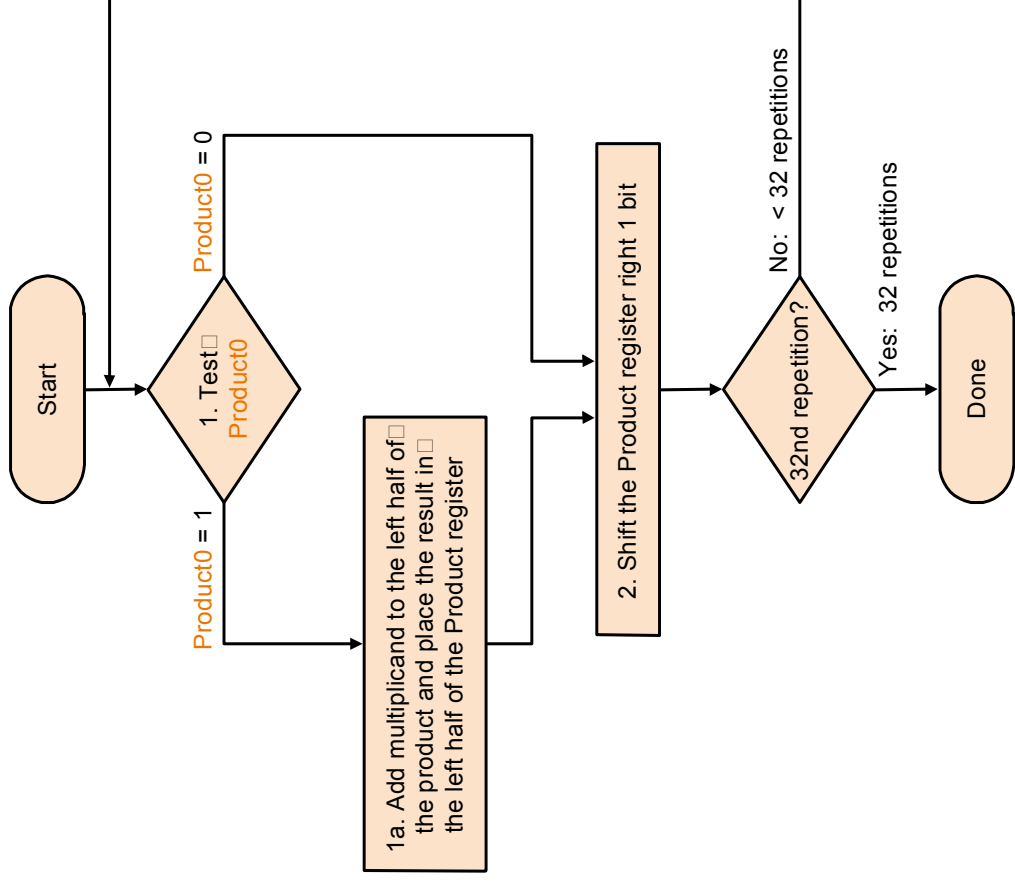 Start
1. Test□
Product0
Product0 = 1
Product0 = 0
1a. Add multiplicand to the left half of□
the product and place the result in□
the left half of the Product register
2. Shift the Product register right 1 bit
32nd repetition?
No:  < 32 repetitions
Yes:  32 repetitions
Done